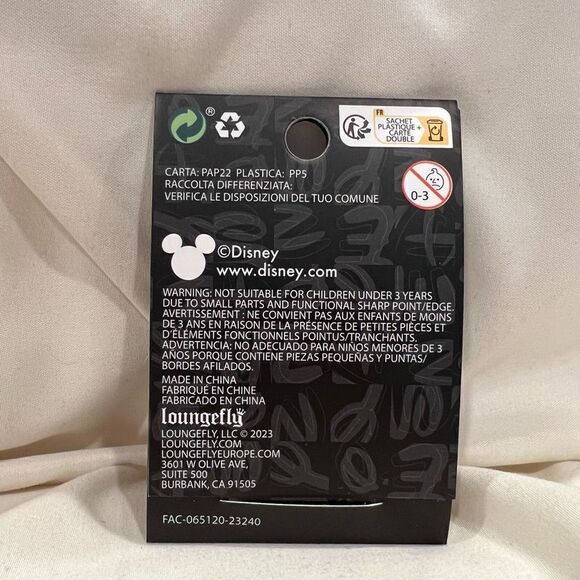 ®
FR
SACHET
PLASTIQUE +
CARTE
DOUBLE
CARTA: PAP22 PLASTICA: PP5
RACCOLTA DIFFERENZIATA:
VERIFICA LE DISPOSIZIONI DEL TUO COMUNE
0-3
©Disney
www.disney.com
WARNING: NOT SUITABLE FOR CHILDREN UNDER 3 YEARS
DUE TO SMALL PARTS AND FUNCTIONAL SHARP POINT/EDGE.
AVERTISSEMENT : NE CONVIENT PAS AUX ENFANTS DE MOINS
DE 3 ANS EN RAISON DE LA PRÉSENCE DE PETITES PIÈCES ET
D'ÉLÉMENTS FONCTIONNELS POINTUS/TRANCHANTS.
ADVERTENCIA: NO ADECUADO PARA NIÑOS MENORES DE 3
AÑOS PORQUE CONTIENE PIEZAS PEQUEÑAS Y PUNTAS/
BORDES AFILADOS.
MADE IN CHINA
FABRIQUÉ EN CHINE
FABRICADO EN CHINA
loungefly
LOUNGEFLY, LLC © 2023
LOUNGEFLY.COM
LOUNGEFLYEUROPE.COM
3601 W OLIVE AVE,
SUITE 500
BURBANK, CA 91505
FAC-065120-23240